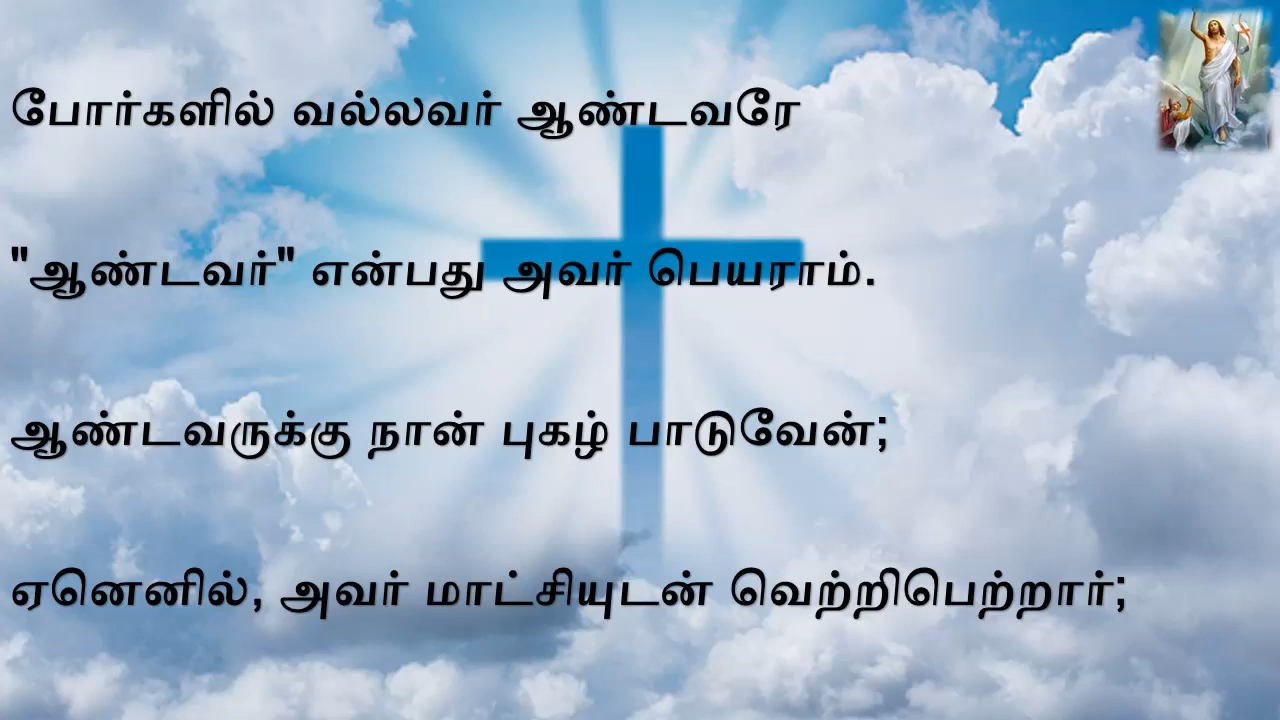 போர்களில் வல்லவர் ஆண்டவரே
"ஆண்டவர்" என்பது அவர் பெயராம்.
ஆண்டவருக்கு நான் புகழ் பாடுவேன்;
ஏனெனில், அவர் மாட்சியுடன் வெற்றிபெற்றார்;